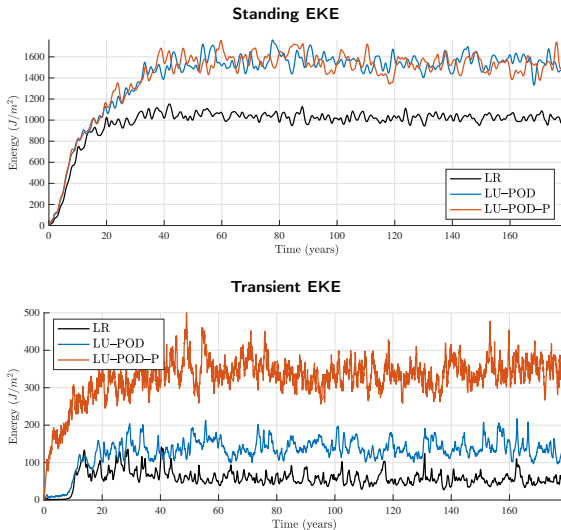 Standing EKE
Energy (J/m²)
1600
1400
1200
1000
800
600
400
200
0
0 20 40 60 80 100 120 140 160
Time (years)
LR
LU–POD
LU–POD–P
Transient EKE
Energy (J/m²)
500
400
300
200
100
0
0 20 40 60 80 100 120 140 160
Time (years)
LR
LU–POD
LU–POD–P